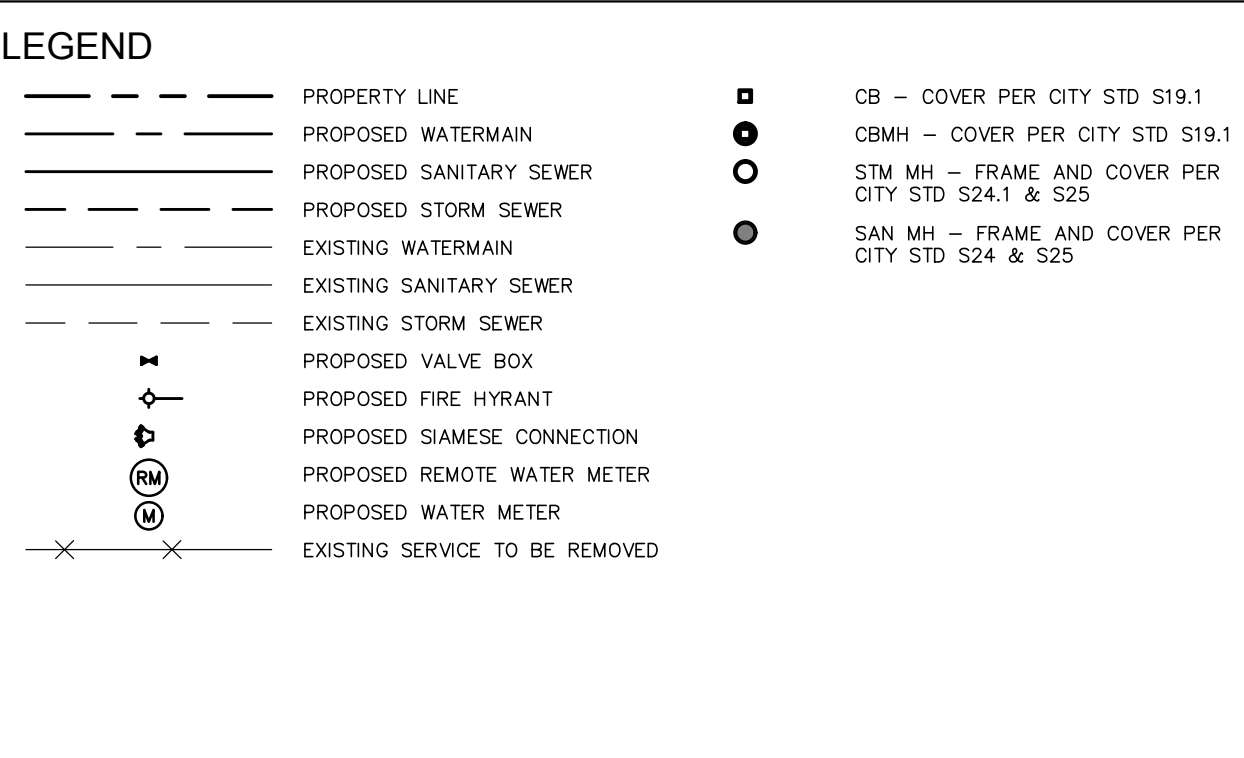 LEGEND
PROPERTY LINE
PROPOSED WATERMAIN
PROPOSED SANITARY SEWER
PROPOSED STORM SEWER
EXISTING WATERMAIN
EXISTING SANITARY SEWER
EXISTING STORM SEWER
PROPOSED VALVE BOX
PROPOSED FIRE HYRANT
PROPOSED SIAMESE CONNECTION
RM PROPOSED REMOTE WATER METER
M PROPOSED WATER METER
EXISTING SERVICE TO BE REMOVED
CB – COVER PER CITY STD S19.1
CBMH – COVER PER CITY STD S19.1
STM MH – FRAME AND COVER PER
CITY STD S24.1 & S25
SAN MH – FRAME AND COVER PER
CITY STD S24 & S25